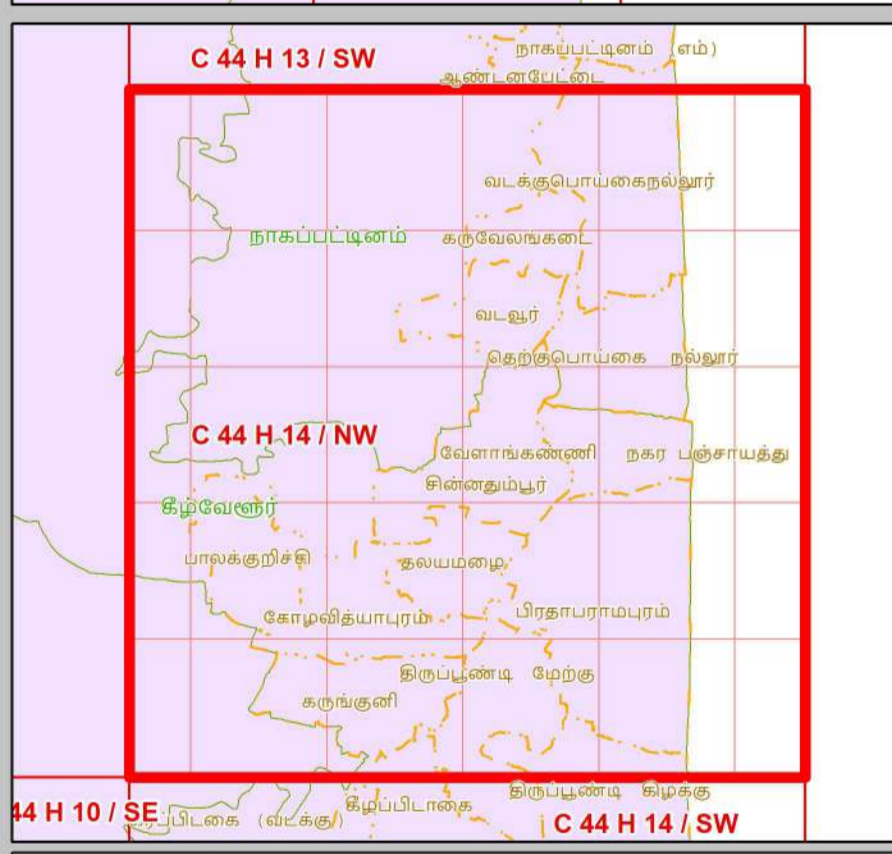 C 44 H 13 / SW
நாகப்பட்டினம் (எம்)
ஆண்டனபேட்டை
வடக்குபொய்கைநல்லூர்
நாகப்பட்டினம்
கருவேலங்கடை
வடவூர்
தெற்குபொய்கை நல்லூர்
C 44 H 14 / NW
வேளாங்கண்ணி நகர பஞ்சாயத்து
சின்னதும்பூர்
கீழ்வேளூர்
பாலக்குறிச்சி
தலயமழை
கோழவித்யாபுரம்
பிரதாபராமபுரம்
திருப்பூண்டி மேற்கு
கருங்குனி
திருப்பூண்டி கிழக்கு
கீழப்பிடாகை
44 H 10 / SE
(வடக்கு)
C 44 H 14 / SW